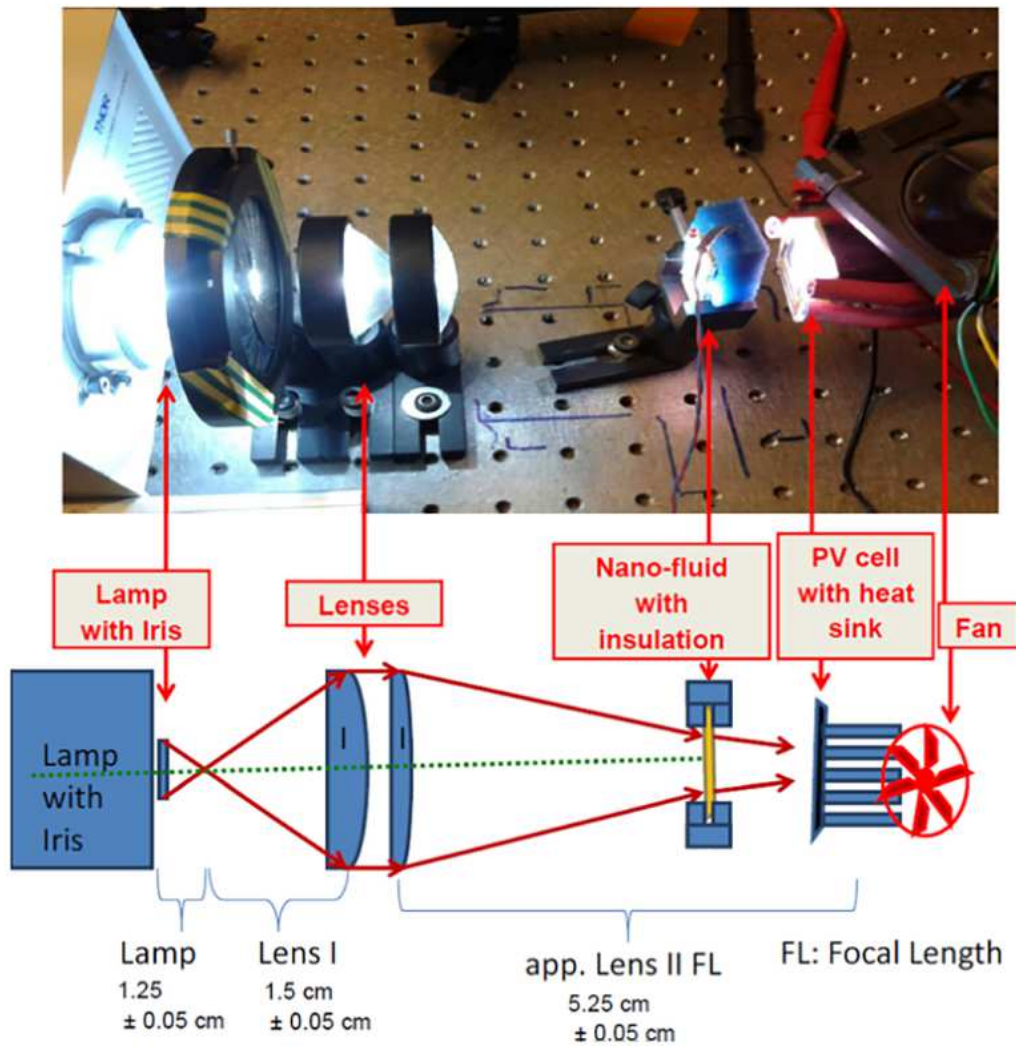 Lamp
with Iris
Lenses
Nano-fluid
with
insulation
PV cell
with heat
sink
Fan
Lamp
with
Iris
I
I
Lamp
1.25
± 0.05 cm
Lens I
1.5 cm
± 0.05 cm
app. Lens II FL
5.25 cm
± 0.05 cm
FL: Focal Length